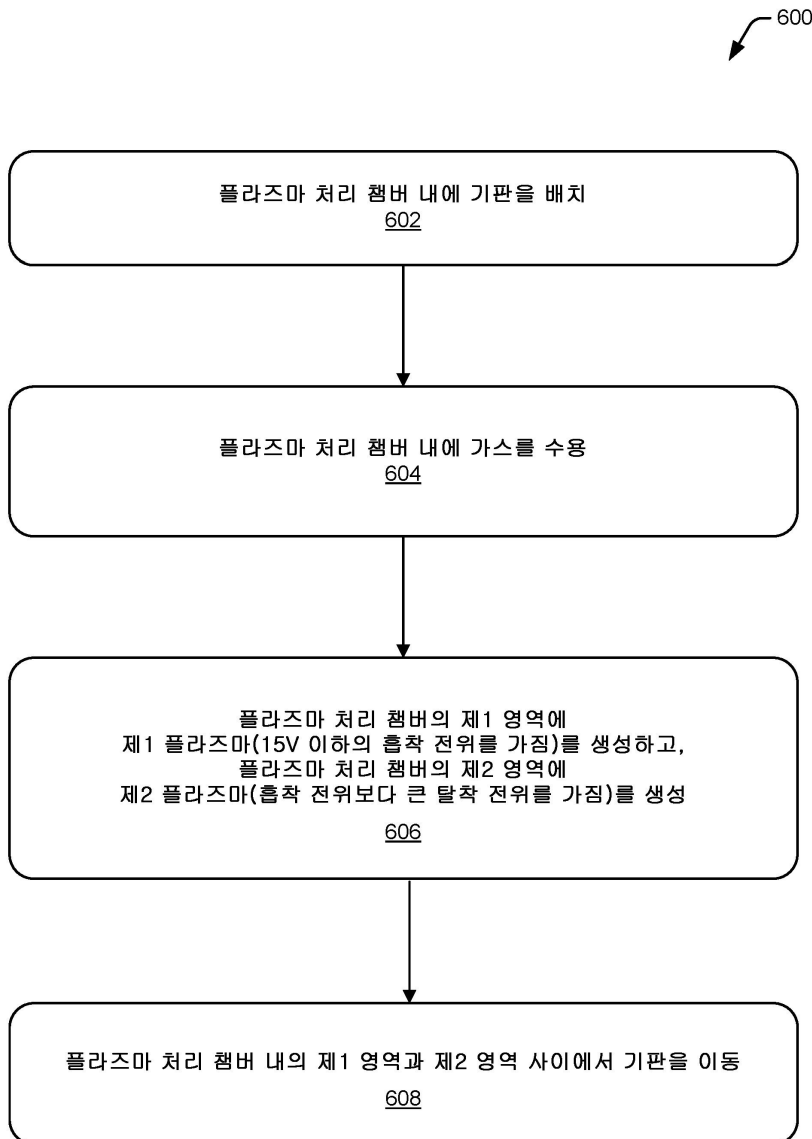 600
플라즈마 처리 챔버 내에 기판을 배치
602
플라즈마 처리 챔버 내에 가스를 수용
604
플라즈마 처리 챔버의 제1 영역에
제1 플라즈마(15V 이하의 흡착 전위를 가짐)를 생성하고,
플라즈마 처리 챔버의 제2 영역에
제2 플라즈마(흡착 전위보다 큰 탈착 전위를 가짐)를 생성
606
플라즈마 처리 챔버 내의 제1 영역과 제2 영역 사이에서 기판을 이동
608